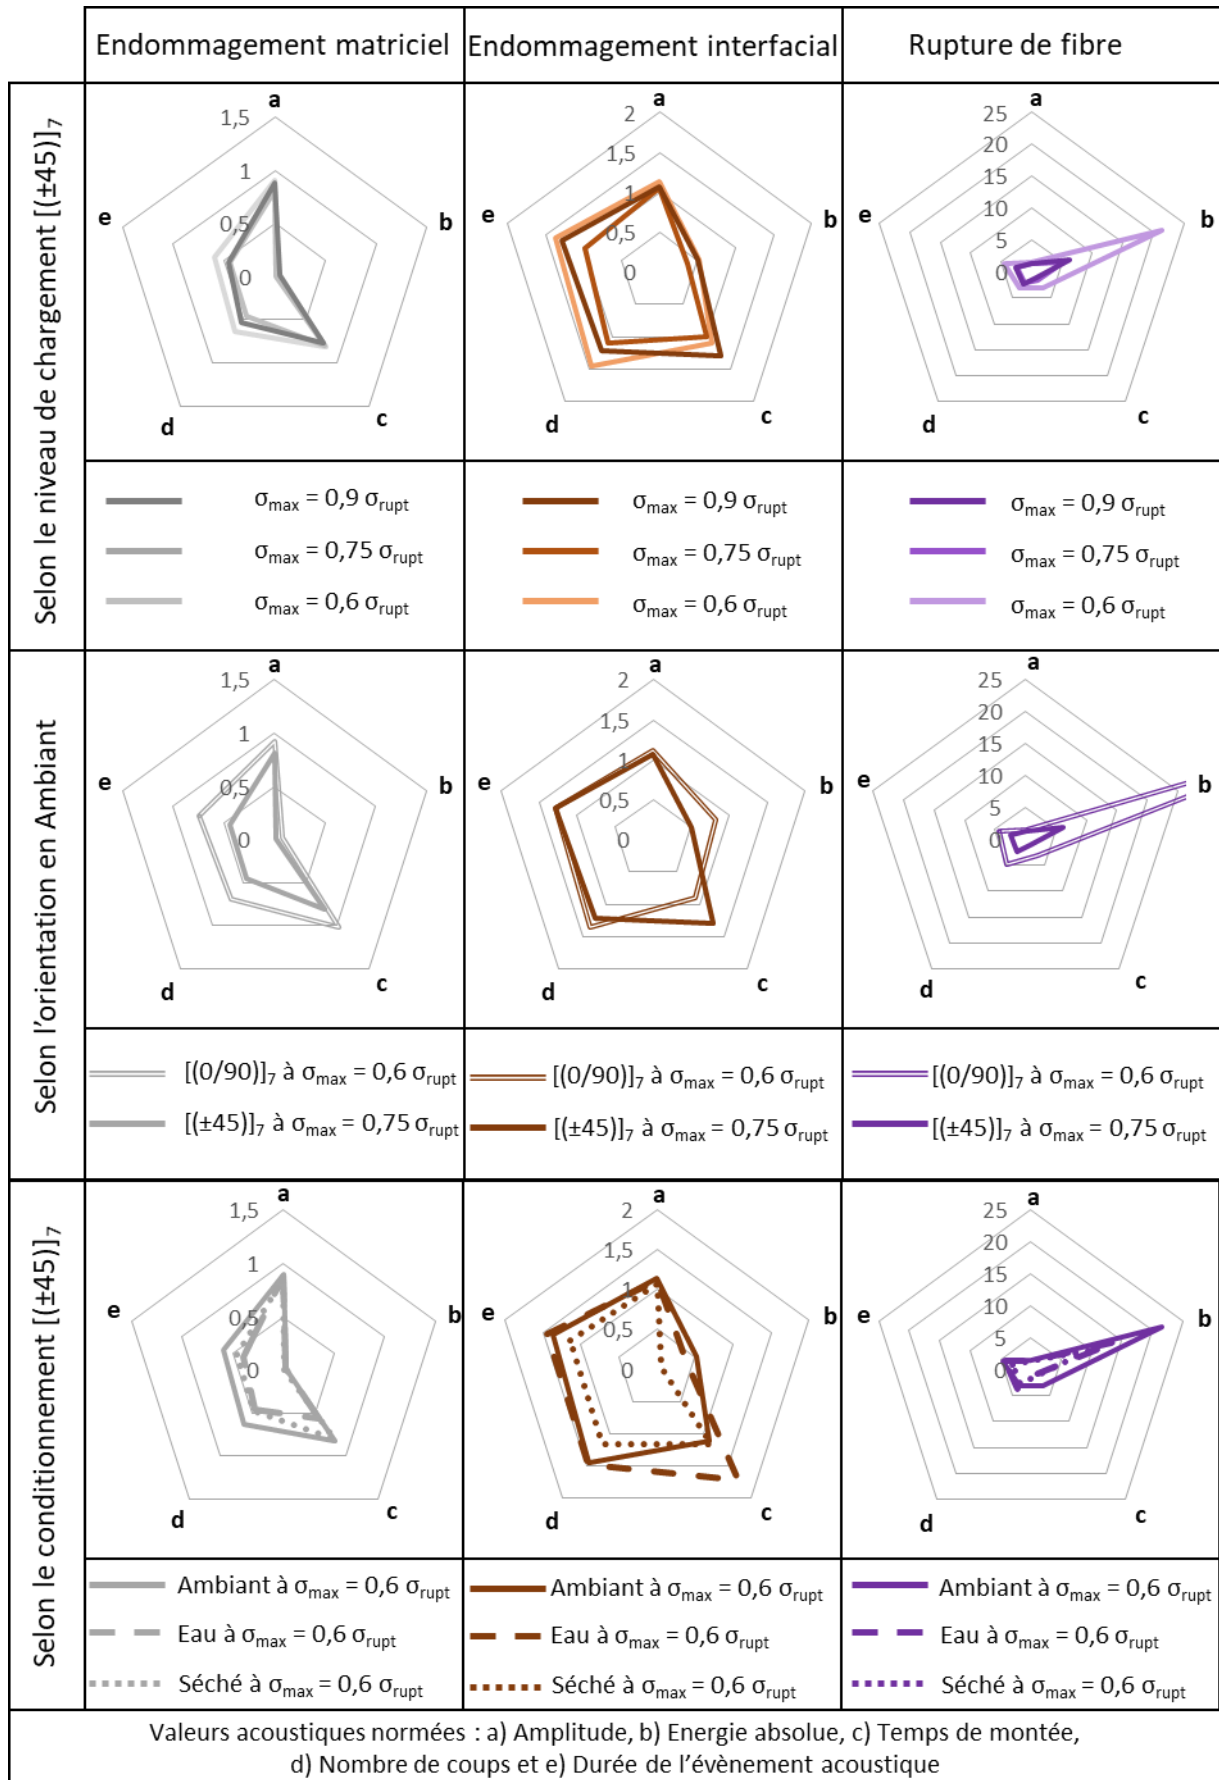 Endommagement matriciel
Endommagement interfacial
Rupture de fibre
Selon le niveau de chargement [(±45)]₇
a
1,5
1
0,5
0
b
c
d
e
a
2
1,5
1
0,5
0
b
c
d
e
a
25
20
15
10
5
0
b
c
d
e
σmax = 0,9 σrupt
σmax = 0,75 σrupt
σmax = 0,6 σrupt
σmax = 0,9 σrupt
σmax = 0,75 σrupt
σmax = 0,6 σrupt
σmax = 0,9 σrupt
σmax = 0,75 σrupt
σmax = 0,6 σrupt
Selon l'orientation en Ambiant
a
1,5
1
0,5
0
b
c
d
e
a
2
1,5
1
0,5
0
b
c
d
e
a
25
20
15
10
5
0
b
c
d
e
[(0/90)]₇ à σmax = 0,6 σrupt
[(±45)]₇ à σmax = 0,75 σrupt
[(0/90)]₇ à σmax = 0,6 σrupt
[(±45)]₇ à σmax = 0,75 σrupt
[(0/90)]₇ à σmax = 0,6 σrupt
[(±45)]₇ à σmax = 0,75 σrupt
Selon le conditionnement [(±45)]₇
a
1,5
1
0,5
0
b
c
d
e
a
2
1,5
1
0,5
0
b
c
d
e
a
25
20
15
10
5
0
b
c
d
e
Ambiant à σmax = 0,6 σrupt
Eau à σmax = 0,6 σrupt
Séché à σmax = 0,6 σrupt
Ambiant à σmax = 0,6 σrupt
Eau à σmax = 0,6 σrupt
Séché à σmax = 0,6 σrupt
Ambiant à σmax = 0,6 σrupt
Eau à σmax = 0,6 σrupt
Séché à σmax = 0,6 σrupt
Valeurs acoustiques normées : a) Amplitude, b) Energie absolue, c) Temps de montée,
d) Nombre de coups et e) Durée de l'évènement acoustique